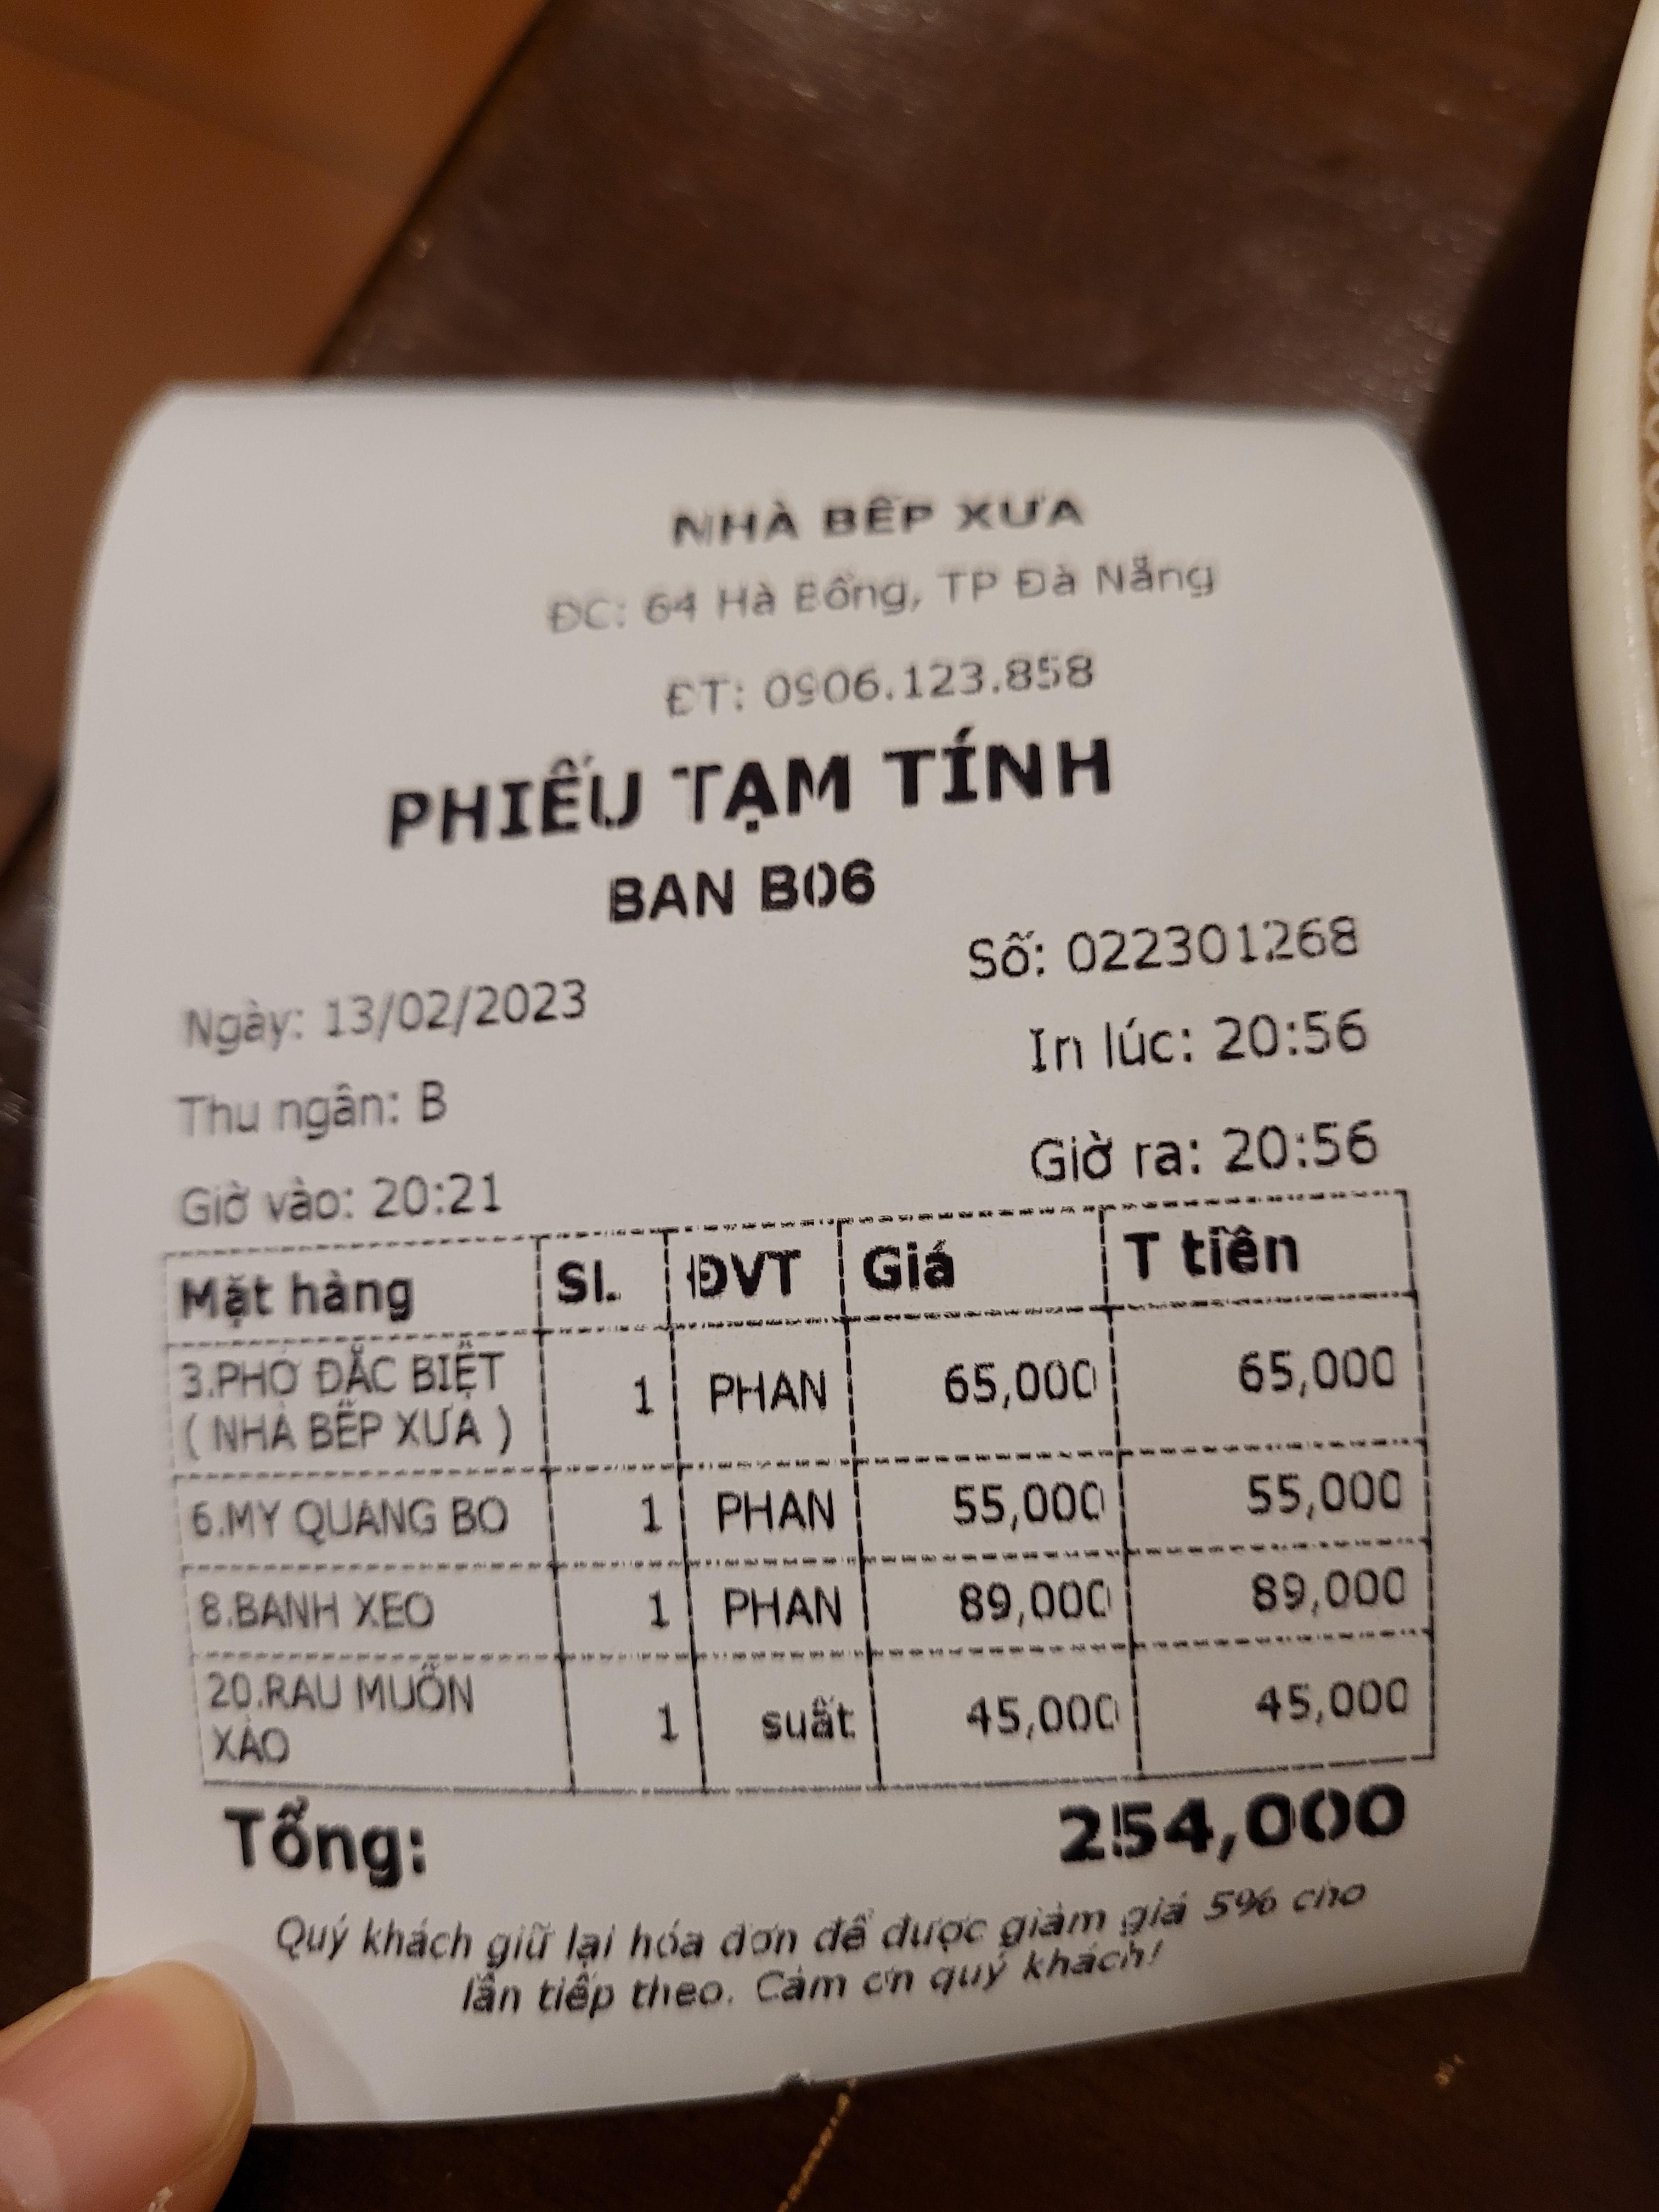 NHÀ BẾP XƯA
ĐC: 64 Hà Bổng, TP Đà Nẵng
ĐT: 0906.123.858
PHIẾU TẠM TÍNH
BAN B06
Số: 022301268
Ngày: 13/02/2023
In lúc: 20:56
Thu ngân: B
Giờ ra: 20:56
Giờ vào: 20:21
Mặt hàng SL ĐVT Giá T tiền
3.PHỞ ĐẶC BIỆT
( NHÀ BẾP XƯA ) 1 PHAN 65,000 65,000
6.MY QUANG BO 1 PHAN 55,000 55,000
8.BANH XEO 1 PHAN 89,000 89,000
20.RAU MUỐN
XÀO 1 suất 45,000 45,000
Tổng: 254,000
Quý khách giữ lại hóa đơn để được giảm giá 5% cho
lần tiếp theo. Cảm ơn quý khách!